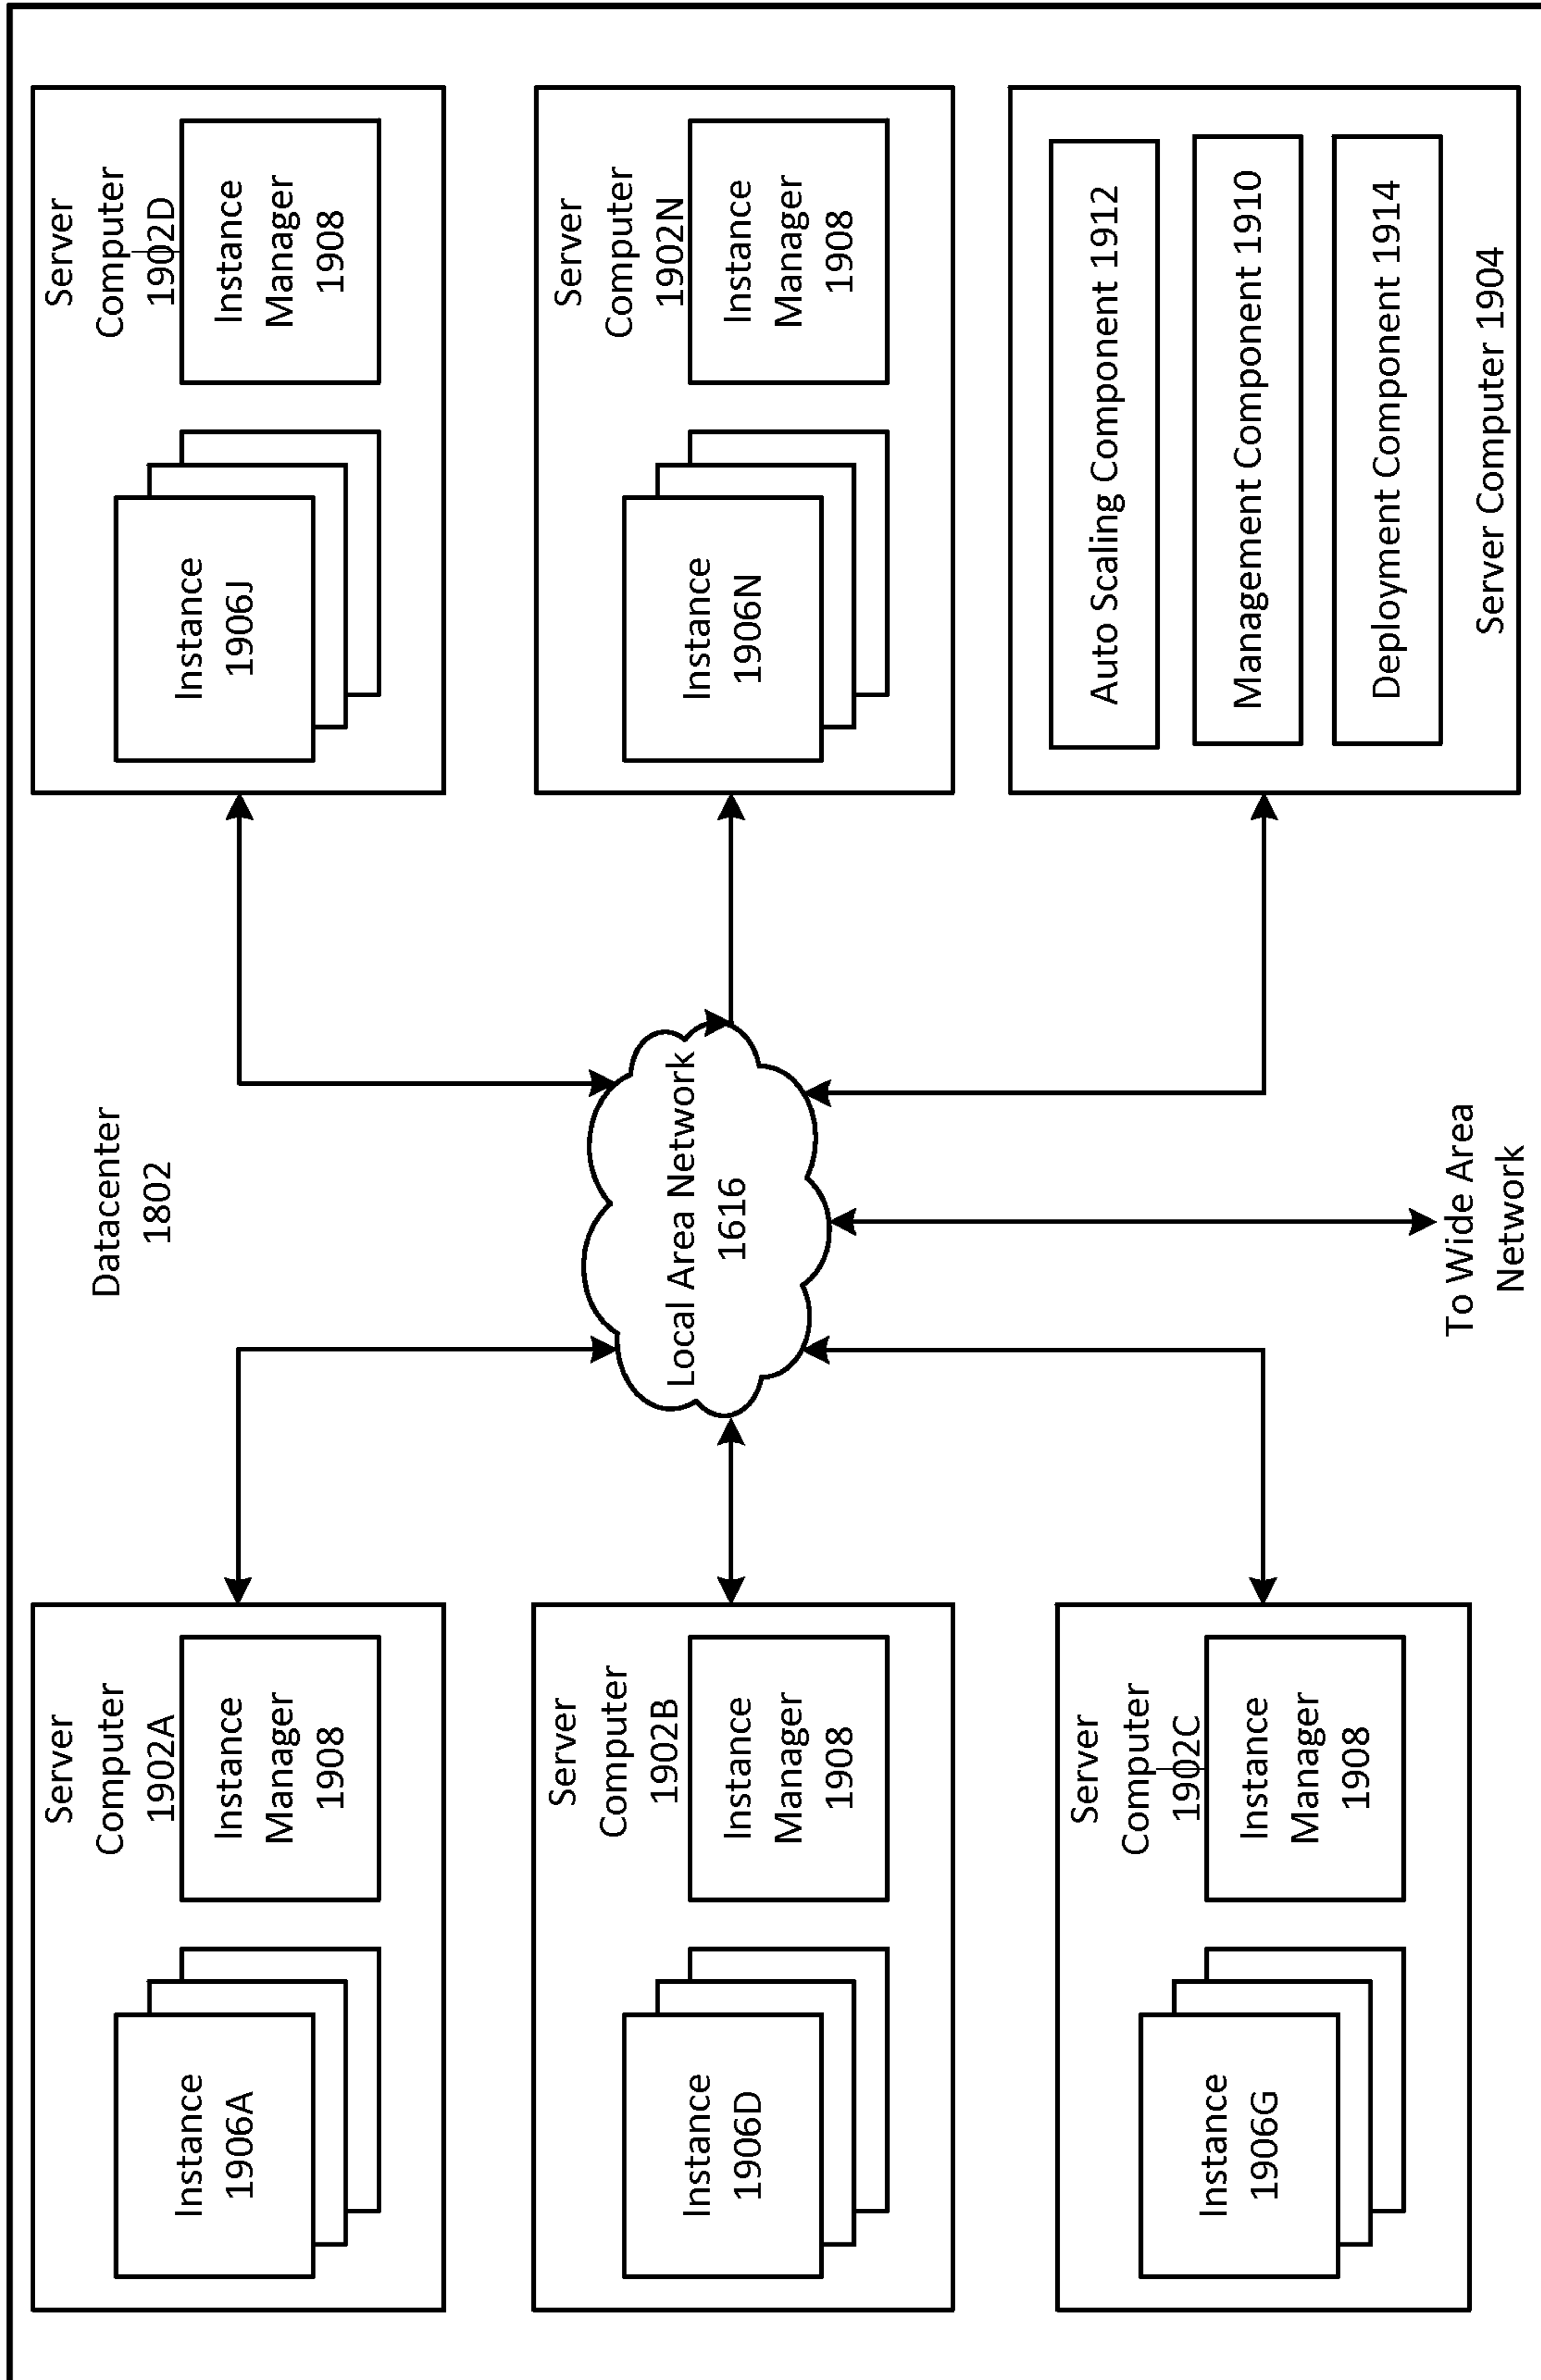 Datacenter
1802
Server
Computer
1902A
Instance
1906A
Instance
Manager
1908
Server
Computer
1902B
Instance
1906D
Instance
Manager
1908
Server
Computer
1902C
Instance
1906G
Instance
Manager
1908
Local Area Network
1616
To Wide Area
Network
Server
Computer
1902D
Instance
1906J
Instance
Manager
1908
Server
Computer
1902N
Instance
1906N
Instance
Manager
1908
Auto Scaling Component 1912
Management Component 1910
Deployment Component 1914
Server Computer 1904